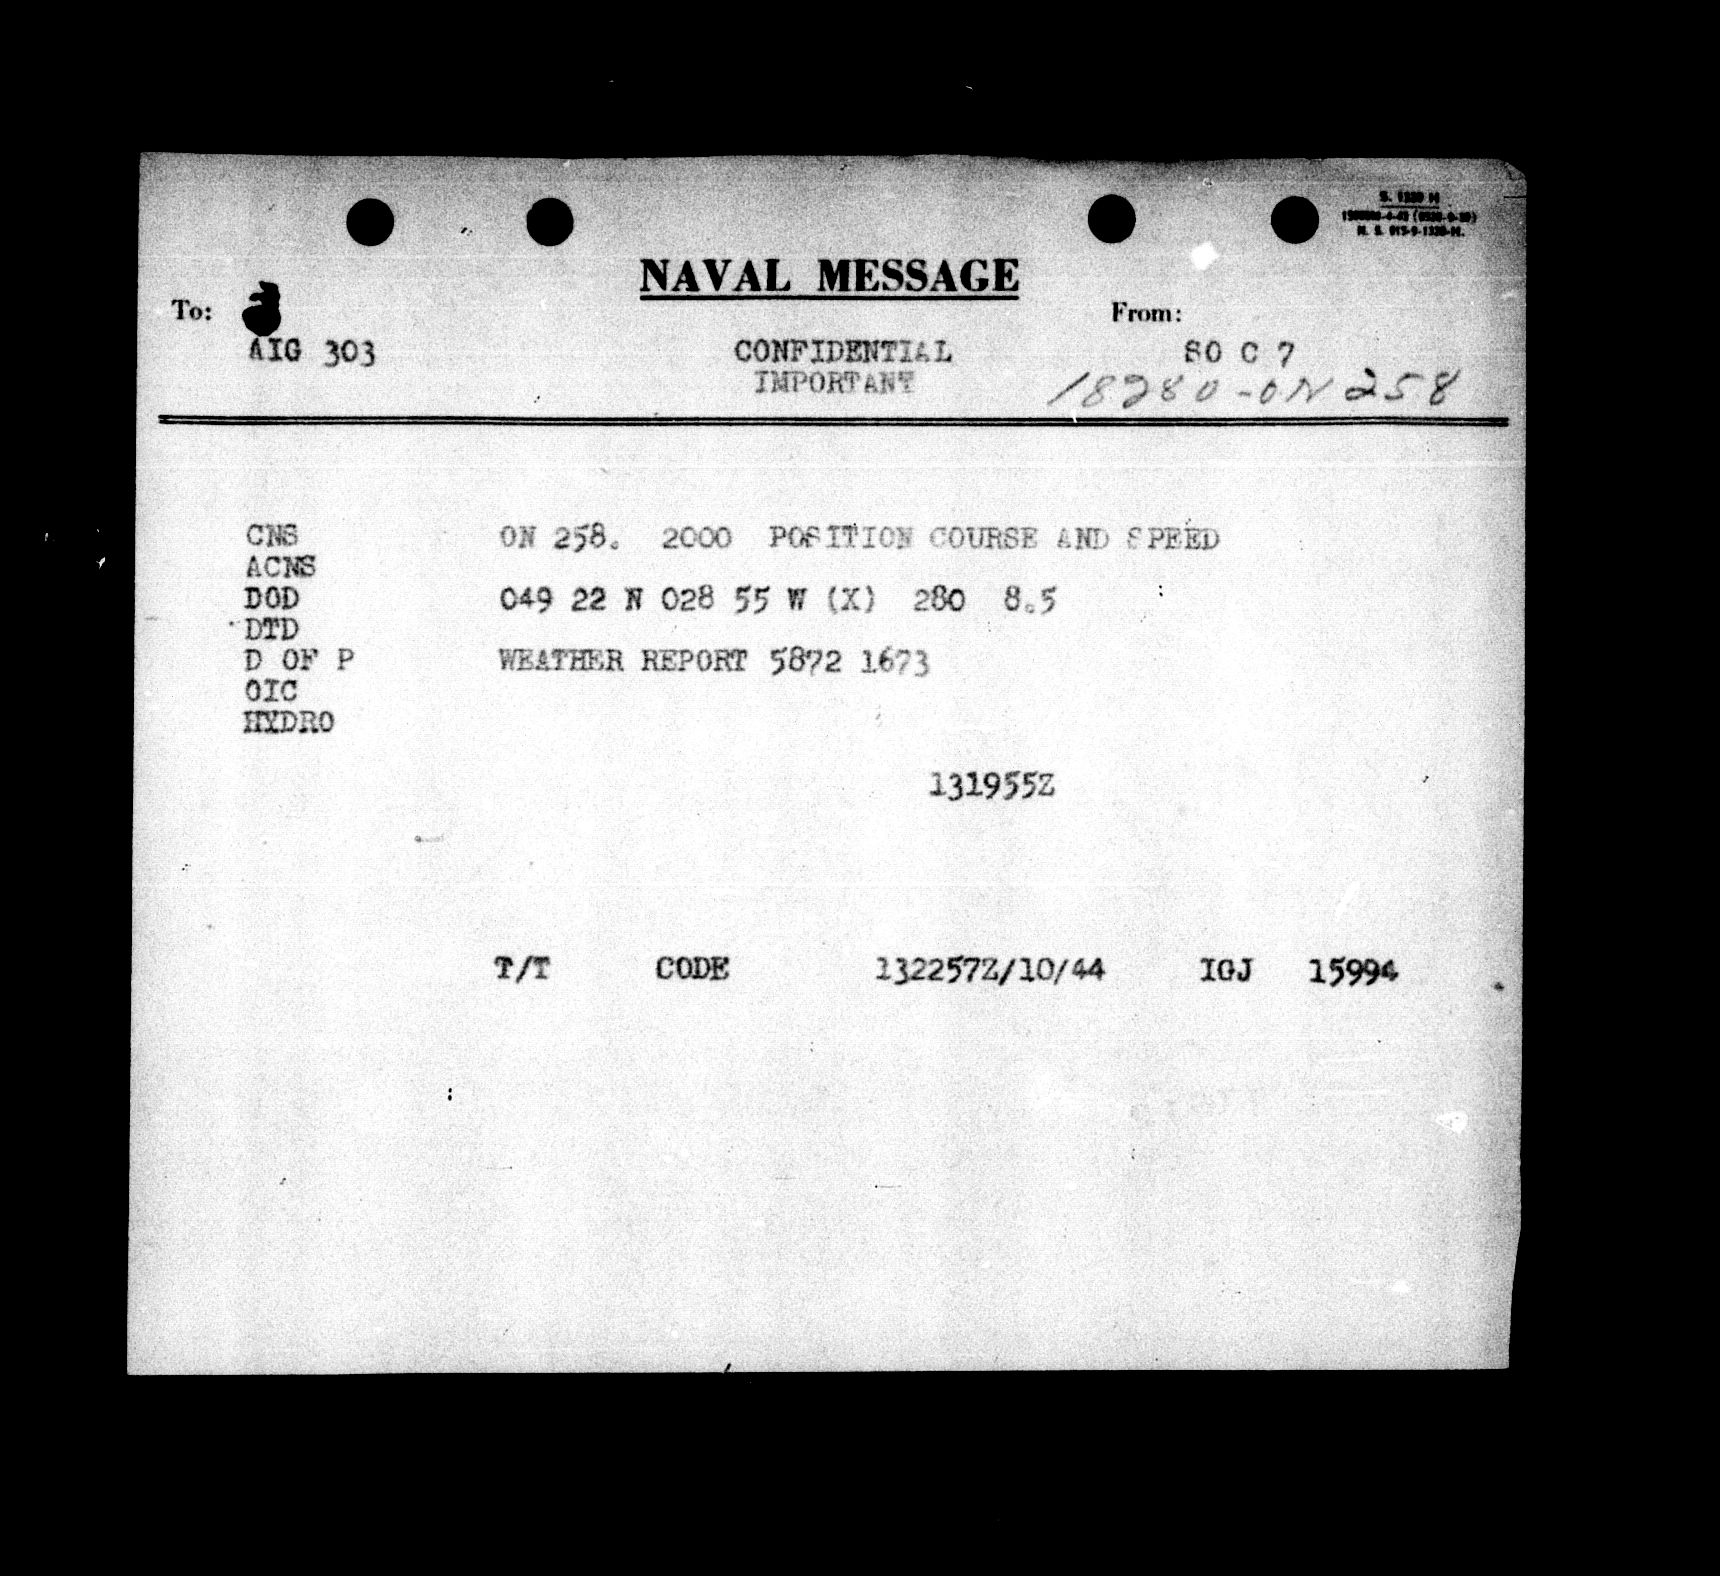 S. 1320 H
NAVAL MESSAGE
To:
From:
AIG 303
CONFIDENTIAL
SO C 7
IMPORTANT
18280-ON 258
CNS
ON 258. 2000 POSITION COURSE AND SPEED
ACNS
DOD
049 22 N 028 55 W (X) 280 8.5
DTD
D OF P
WEATHER REPORT 5872 1673
OIC
HYDRO
131955Z
T/T CODE 132257Z/10/44 IGJ 15994